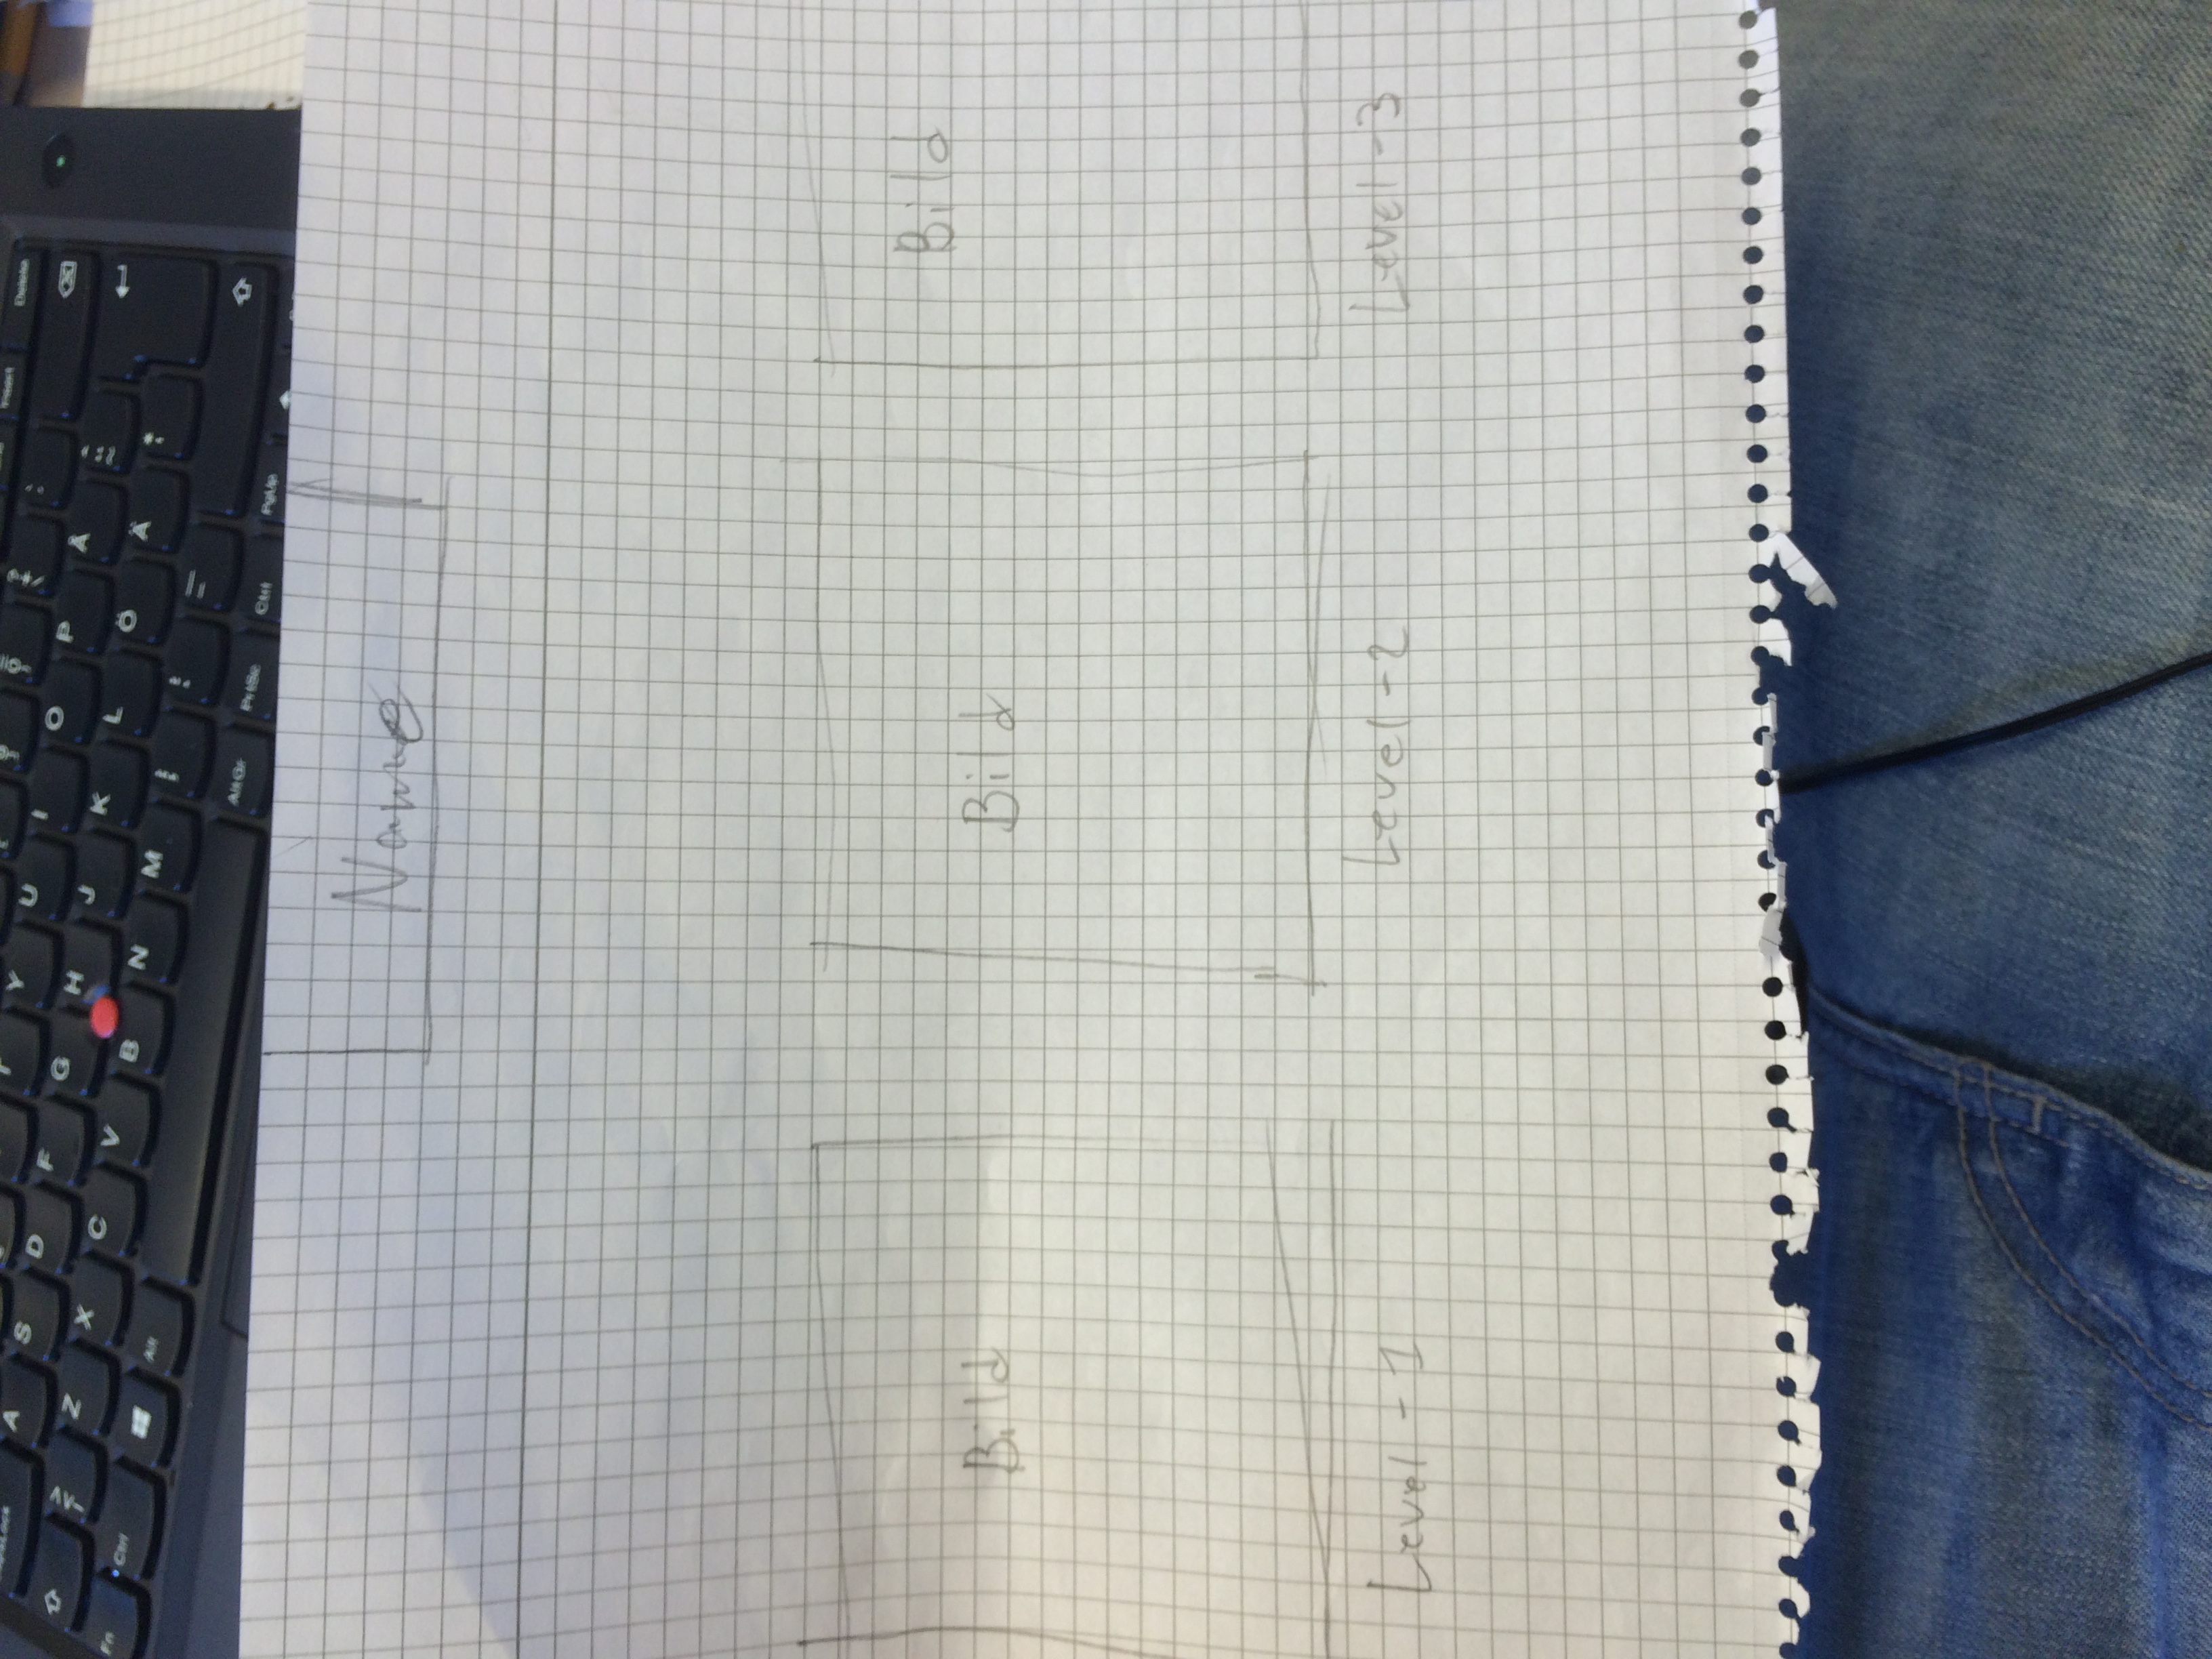 CapsLock A S D F G H J K L Ö Ä
Y U I O P Å
Insert Delete
Z X C V B N M
Fn Ctrl Alt
AltGr PrtSc Ctrl PgUp
Name
Bild Bild Bild
Level - 1 Level - 2 Level - 3